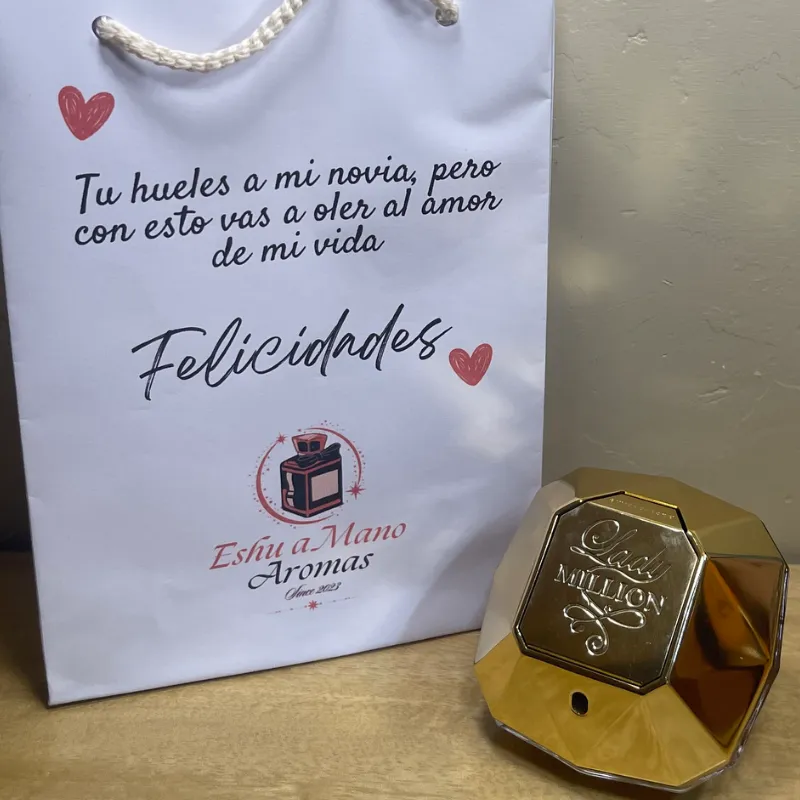 Tu hueles a mi novia, pero
con esto vas a oler al amor
de mi vida
Felicidades
Eshu a Mano
Aromas
Since 2023
Lady
MILLION